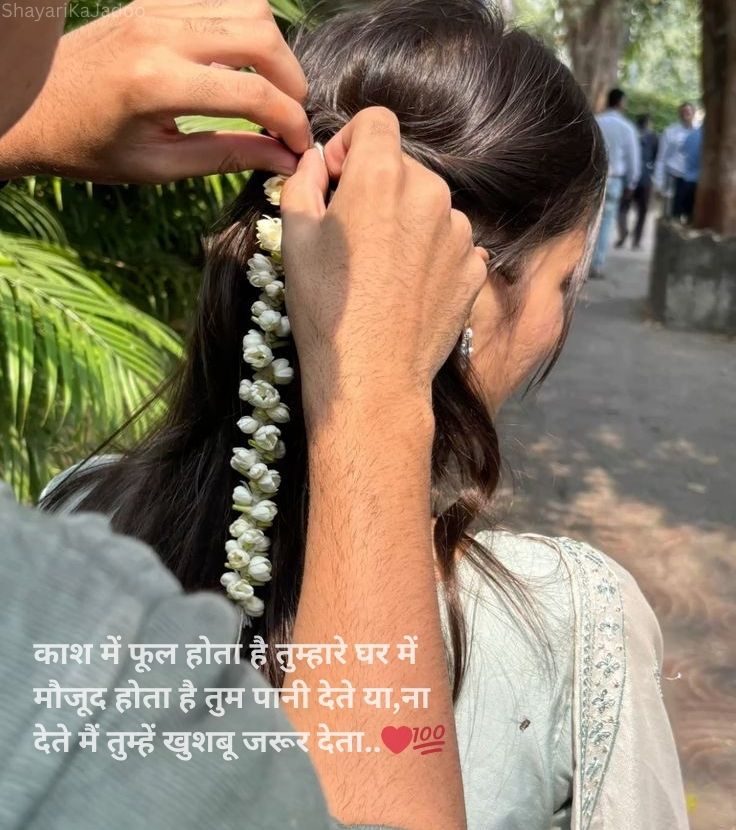 ShayariKaJadoo
काश में फूल होता है तुम्हारे घर में
मौजूद होता है तुम पानी देते या,ना
देते मैं तुम्हें खुशबू जरूर देता..❤️💯